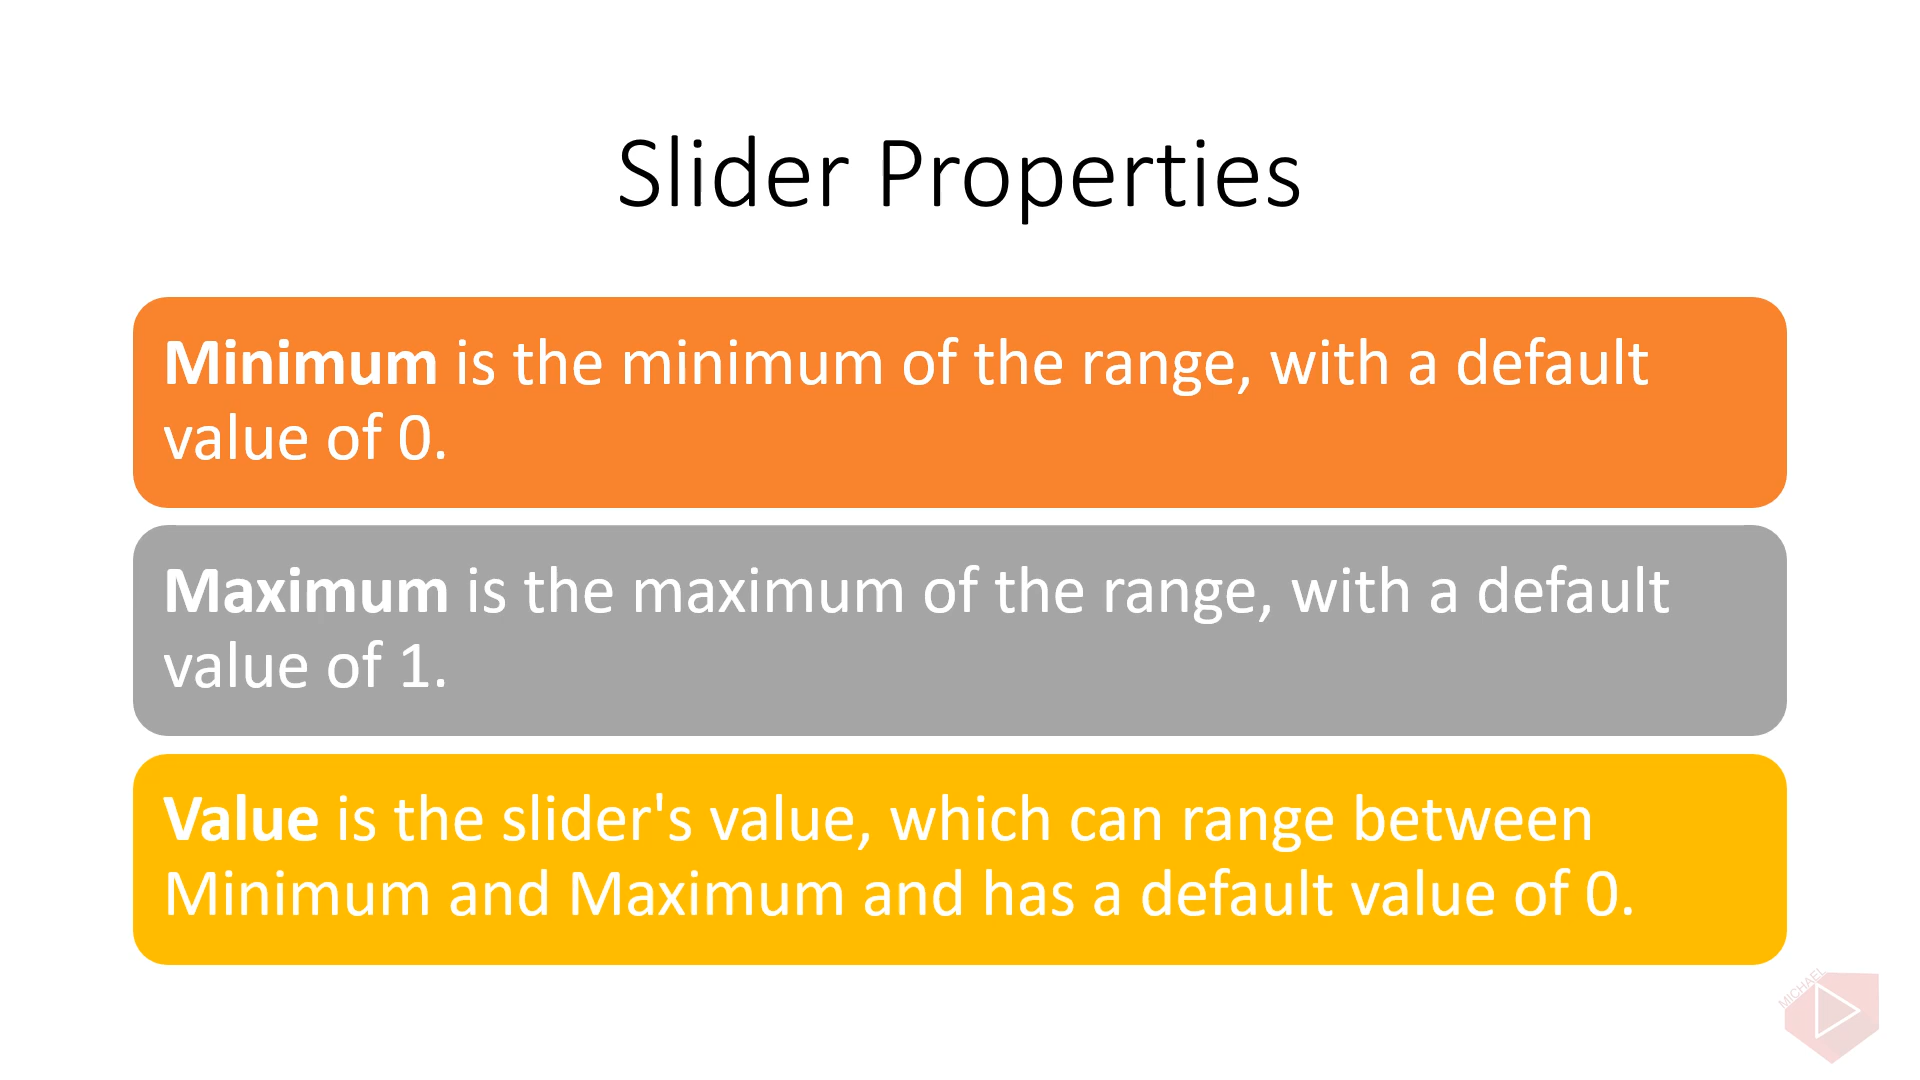 Slider Properties
Minimum is the minimum of the range, with a default
value of 0.
Maximum is the maximum of the range, with a default
value of 1.
Value is the slider's value, which can range between
Minimum and Maximum and has a default value of 0.
MICHAEL